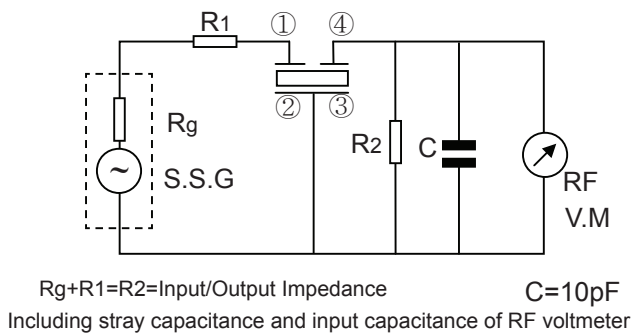 R1
① ④
② ③
Rg
R2
C
S.S.G
RF
V.M
Rg+R1=R2=Input/Output Impedance
C=10pF
Including stray capacitance and input capacitance of RF voltmeter